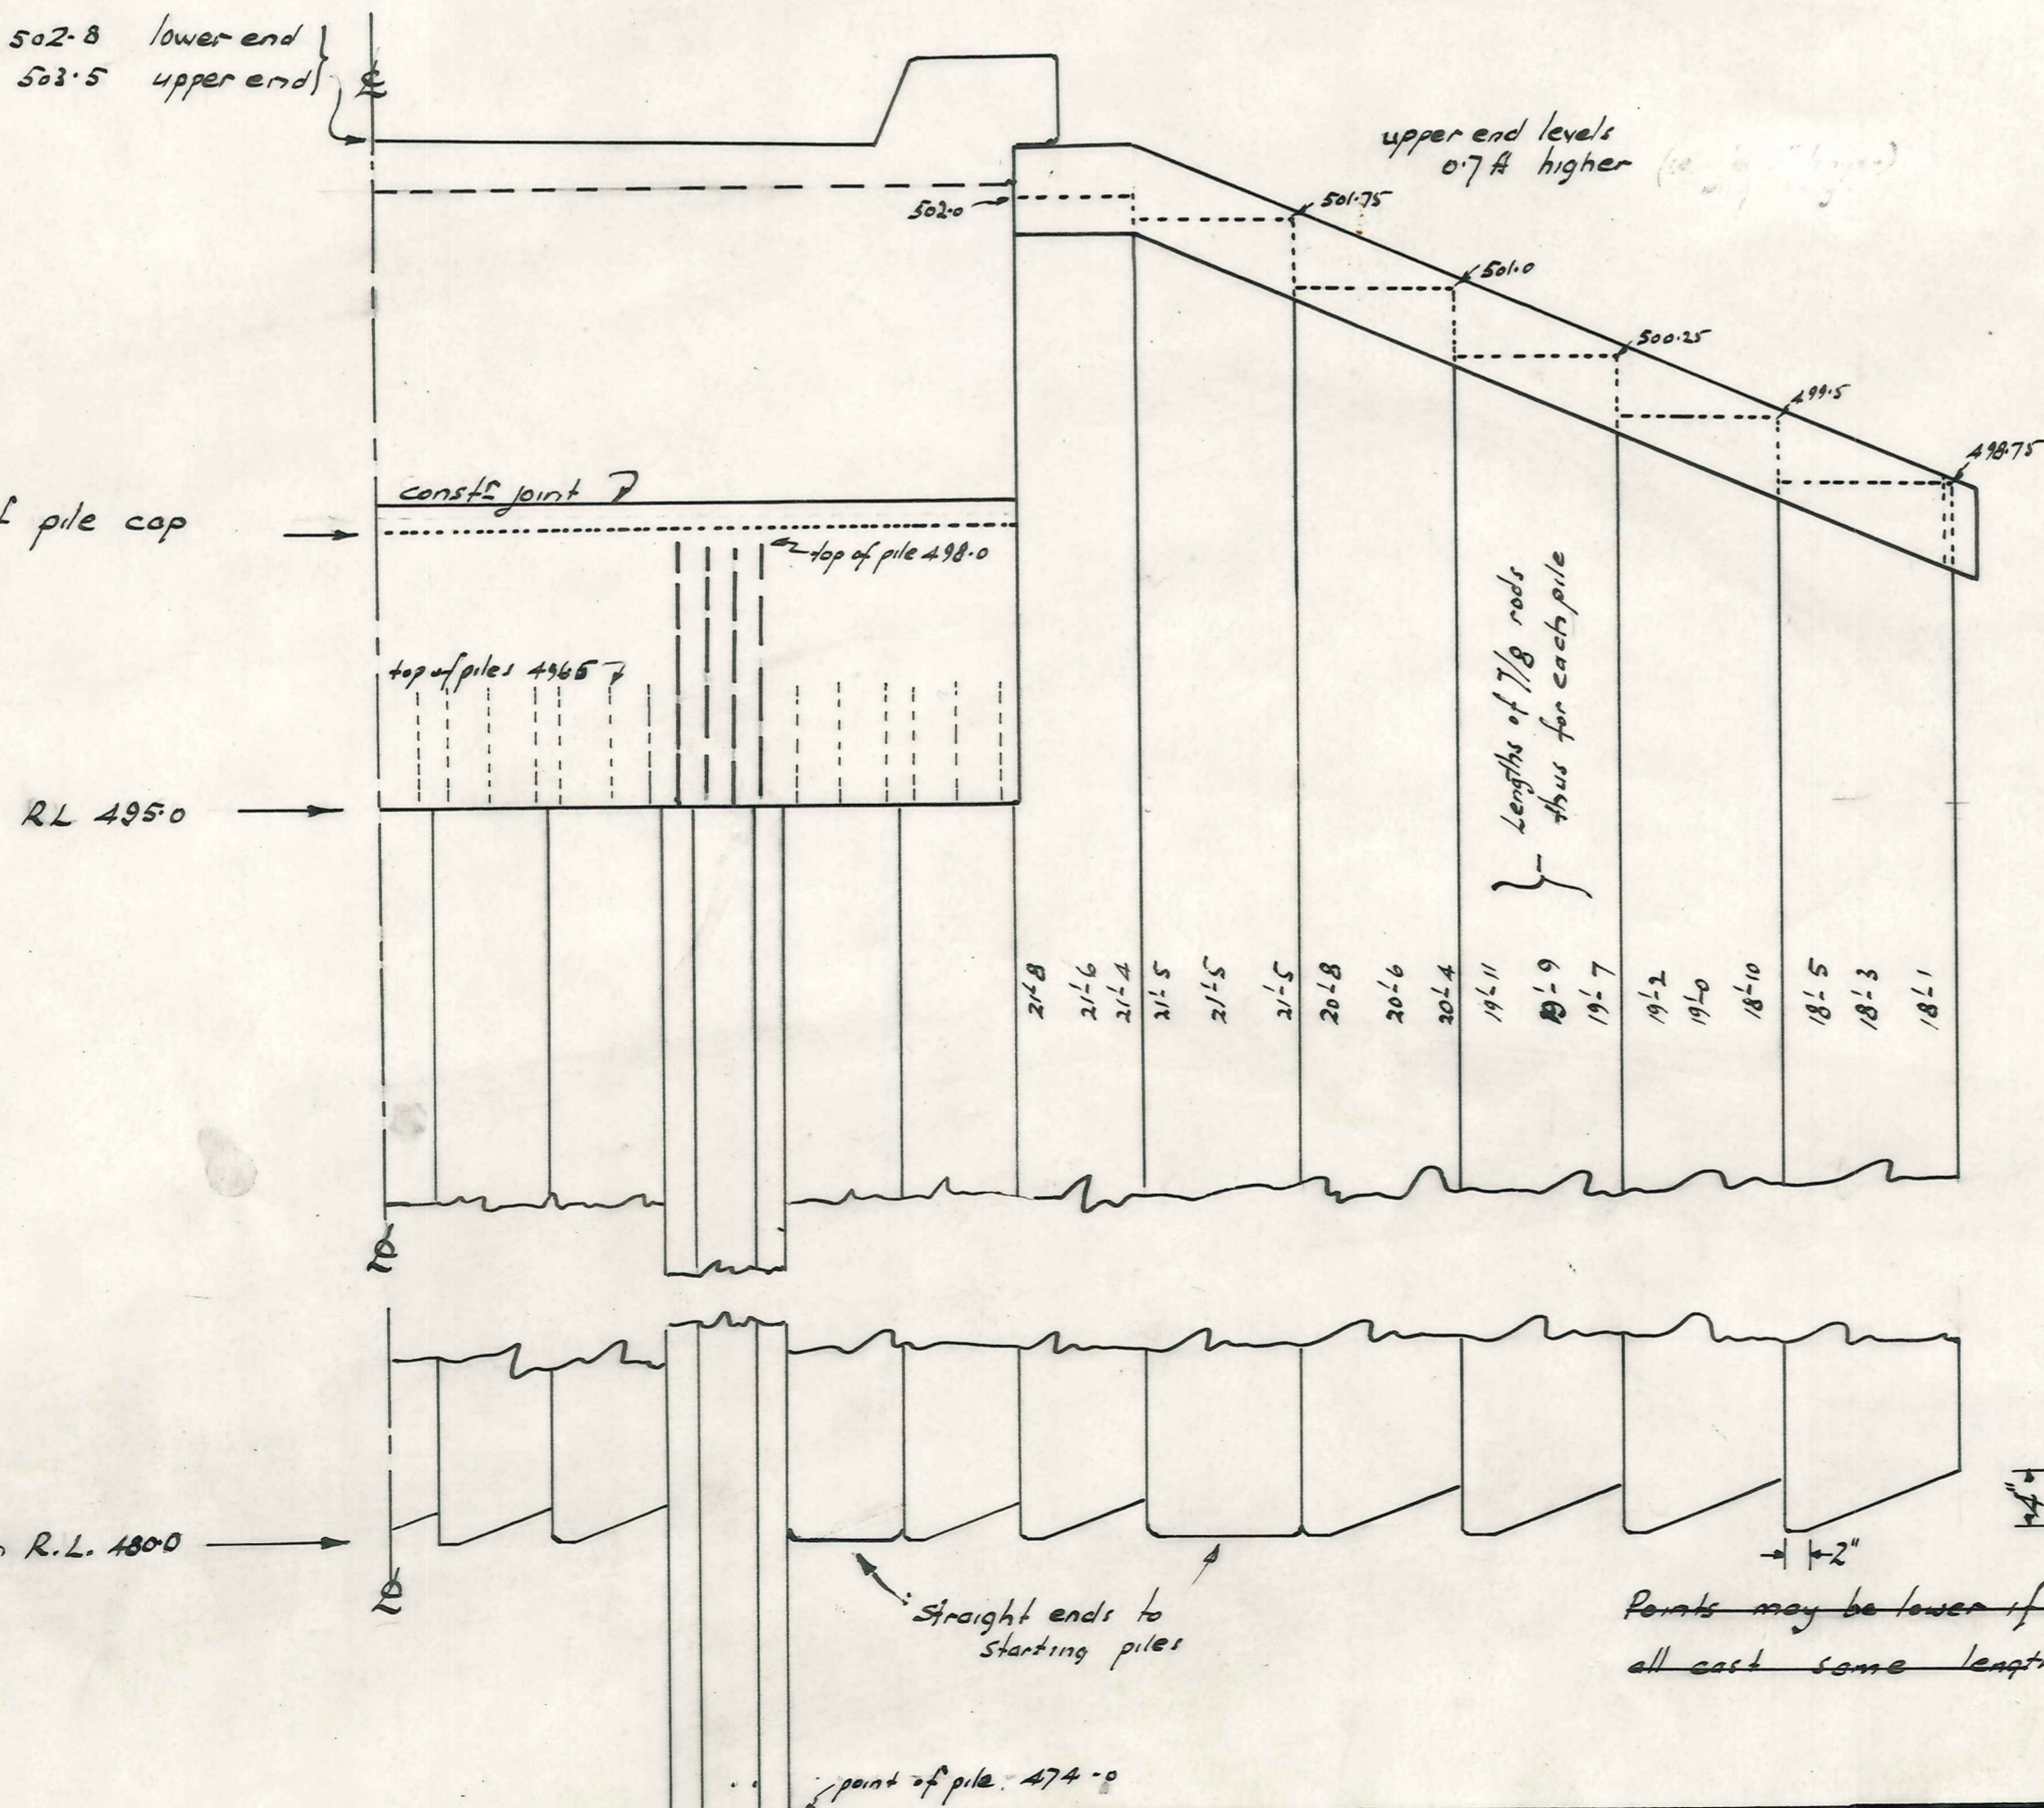 502.8 lower end
503.5 upper end
℄
upper end levels
0.7 ft higher
502.0
501.75
501.0
500.25
499.5
498.75
constr joint
pile cap
top of pile 498.0
top of piles 496.5
Lengths of 7/8 rods
thus for each pile
RL 495.0
21'-8
21'-6
21'-4
21'-5
21'-5
21'-5
20'-8
20'-6
20'-4
19'-11
19'-9
19'-7
19'-2
19'-0
18'-10
18'-5
18'-3
18'-1
℄
R.L. 480.0
4"
2"
℄
Straight ends to
starting piles
Points may be lower if
all cast same
point of pile 474.0